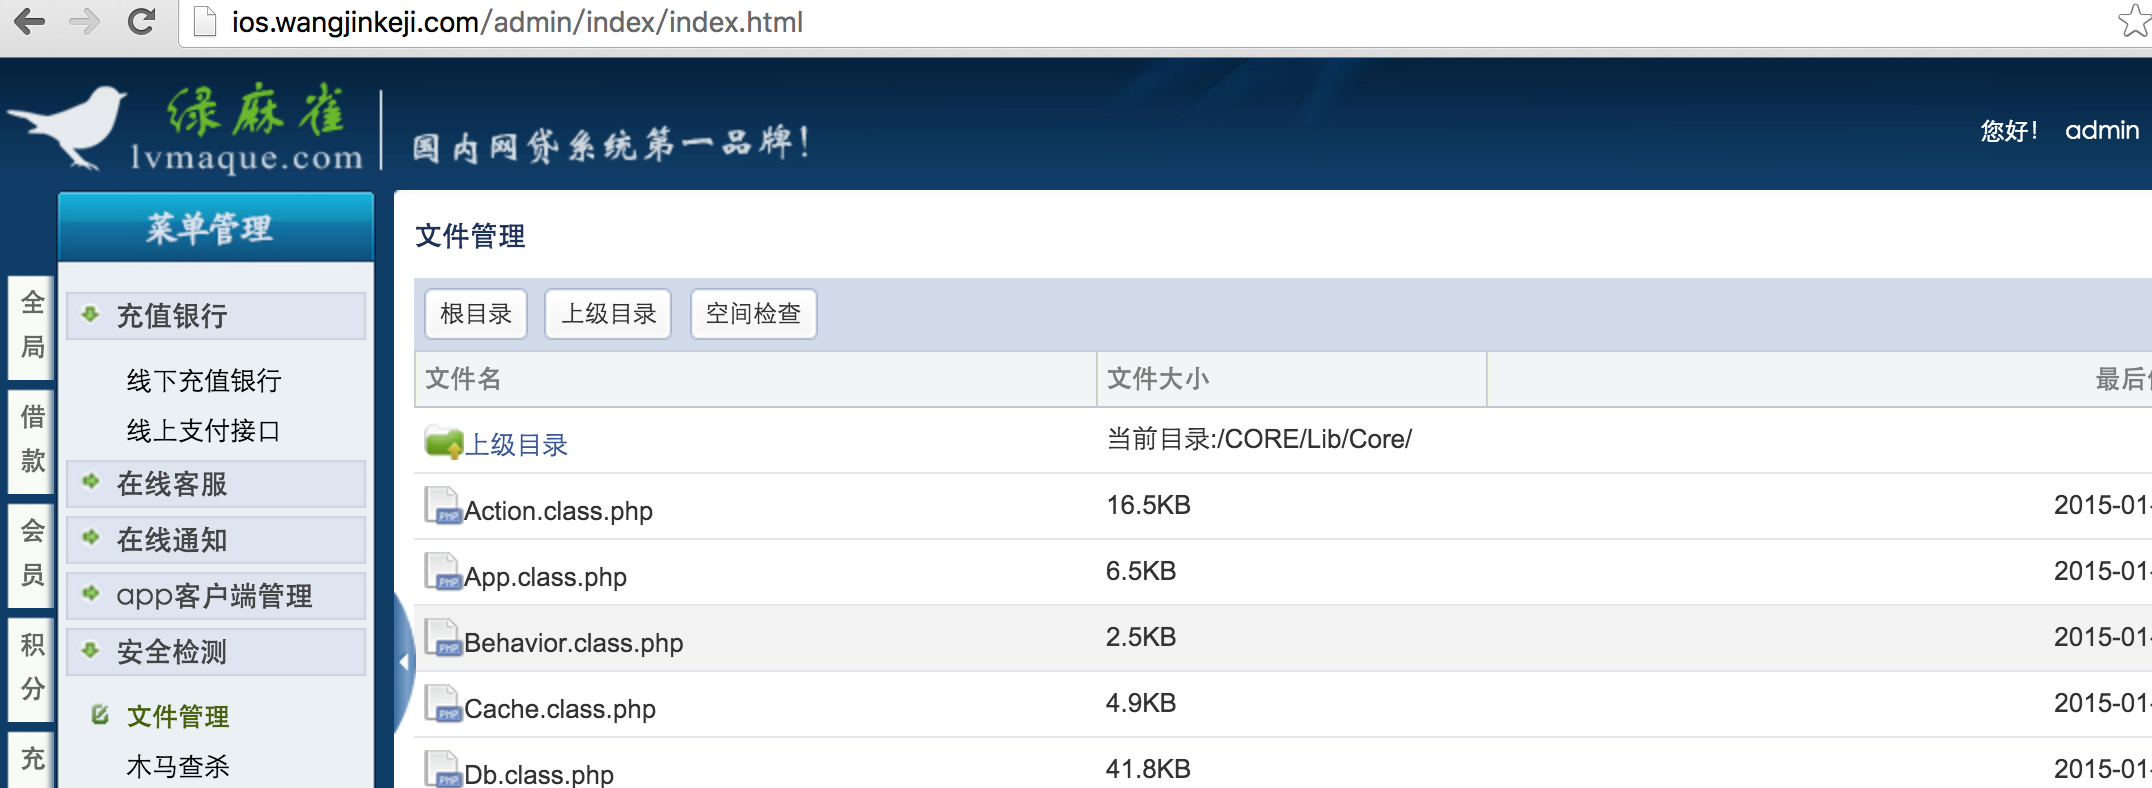 ios.wangjinkeji.com/admin/index/index.html
绿麻雀
lvmaque.com
国内网贷系统第一品牌!
您好! admin
菜单管理
全局
借款
会员
积分
充
充值银行
线下充值银行
线上支付接口
在线客服
在线通知
app客户端管理
安全检测
文件管理
木马查杀
文件管理
根目录 上级目录 空间检查
文件名 文件大小 最后
上级目录 当前目录:/CORE/Lib/Core/
Action.class.php 16.5KB 2015-01-
App.class.php 6.5KB 2015-01-
Behavior.class.php 2.5KB 2015-01-
Cache.class.php 4.9KB 2015-01-
Db.class.php 41.8KB 2015-01-